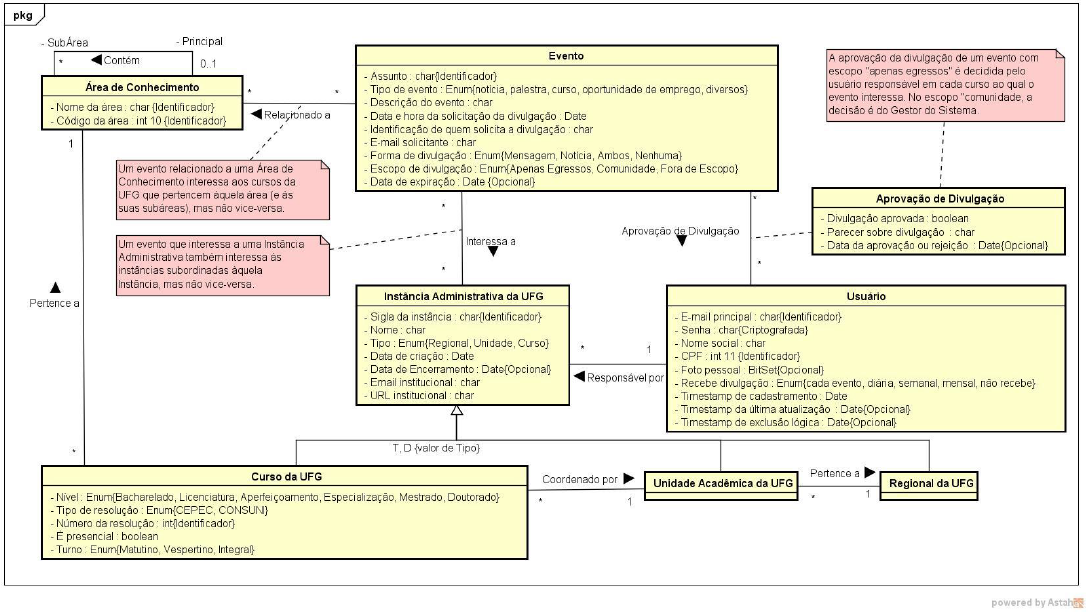 pkg
- SubÁrea
- Principal
Contém
*
0..1
Área de Conhecimento
- Nome da área : char {Identificador}
- Código da área : int 10 {Identificador}
*
*
Relacionado a
Evento
- Assunto : char{Identificador}
- Tipo de evento : Enum{notícia, palestra, curso, oportunidade de emprego, diversos}
- Descrição do evento : char
- Data e hora da solicitação da divulgação : Date
- Identificação de quem solicita a divulgação : char
- E-mail solicitante : char
- Forma de divulgação : Enum{Mensagem, Notícia, Ambos, Nenhuma}
- Escopo de divulgação : Enum{Apenas Egressos, Comunidade, Fora de Escopo}
- Data de expiração : Date {Opcional}
A aprovação da divulgação de um evento com
escopo "apenas egressos" é decidida pelo
usuário responsável em cada curso ao qual o
evento interessa. No escopo "comunidade, a
decisão é do Gestor do Sistema.
1
Um evento relacionado a uma Área de
Conhecimento interessa aos cursos da
UFG que pertencem àquela área (e às
suas subáreas), mas não vice-versa.
Aprovação de Divulgação
- Divulgação aprovada : boolean
- Parecer sobre divulgação : char
- Data da aprovação ou rejeição : Date{Opcional}
*
*
Interessa a
Aprovação de Divulgação
Um evento que interessa a uma Instância
Administrativa também interessa às
instâncias subordinadas àquela
Instância, mas não vice-versa.
*
*
Pertence a
Instância Administrativa da UFG
- Sigla da instância : char{Identificador}
- Nome : char
- Tipo : Enum{Regional, Unidade, Curso}
- Data de criação : Date
- Data de Encerramento : Date{Opcional}
- Email institucional : char
- URL institucional : char
*
1
Responsável por
Usuário
- E-mail principal : char{Identificador}
- Senha : char{Criptografada}
- Nome social : char
- CPF : int 11 {Identificador}
- Foto pessoal : BitSet{Opcional}
- Recebe divulgação : Enum{cada evento, diária, semanal, mensal, não recebe}
- Timestamp de cadastramento : Date
- Timestamp da última atualização : Date{Opcional}
- Timestamp de exclusão lógica : Date{Opcional}
T, D {valor de Tipo}
*
Curso da UFG
- Nível : Enum{Bacharelado, Licenciatura, Aperfeiçoamento, Especialização, Mestrado, Doutorado}
- Tipo de resolução : Enum{CEPEC, CONSUNI}
- Número da resolução : int{Identificador}
- É presencial : boolean
- Turno : Enum{Matutino, Vespertino, Integral}
Coordenado por
*
1
Unidade Acadêmica da UFG
Pertence a
*
1
Regional da UFG
powered by Astah